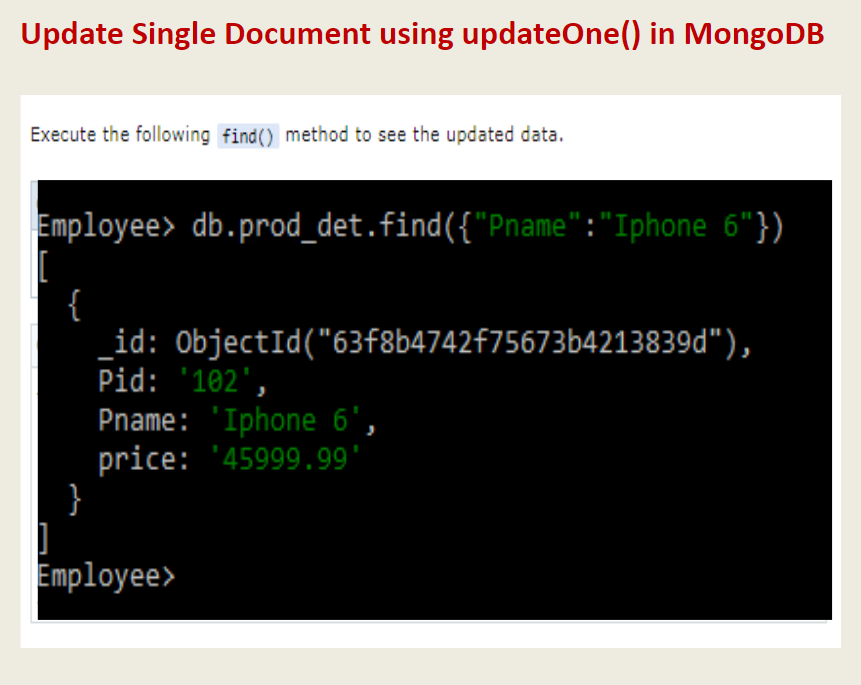 Update Single Document using updateOne() in MongoDB
Execute the following find() method to see the updated data.
Employee> db.prod_det.find({"Pname":"Iphone 6"})
[
  {
    _id: ObjectId("63f8b4742f75673b4213839d"),
    Pid: '102',
    Pname: 'Iphone 6',
    price: '45999.99'
  }
]
Employee>